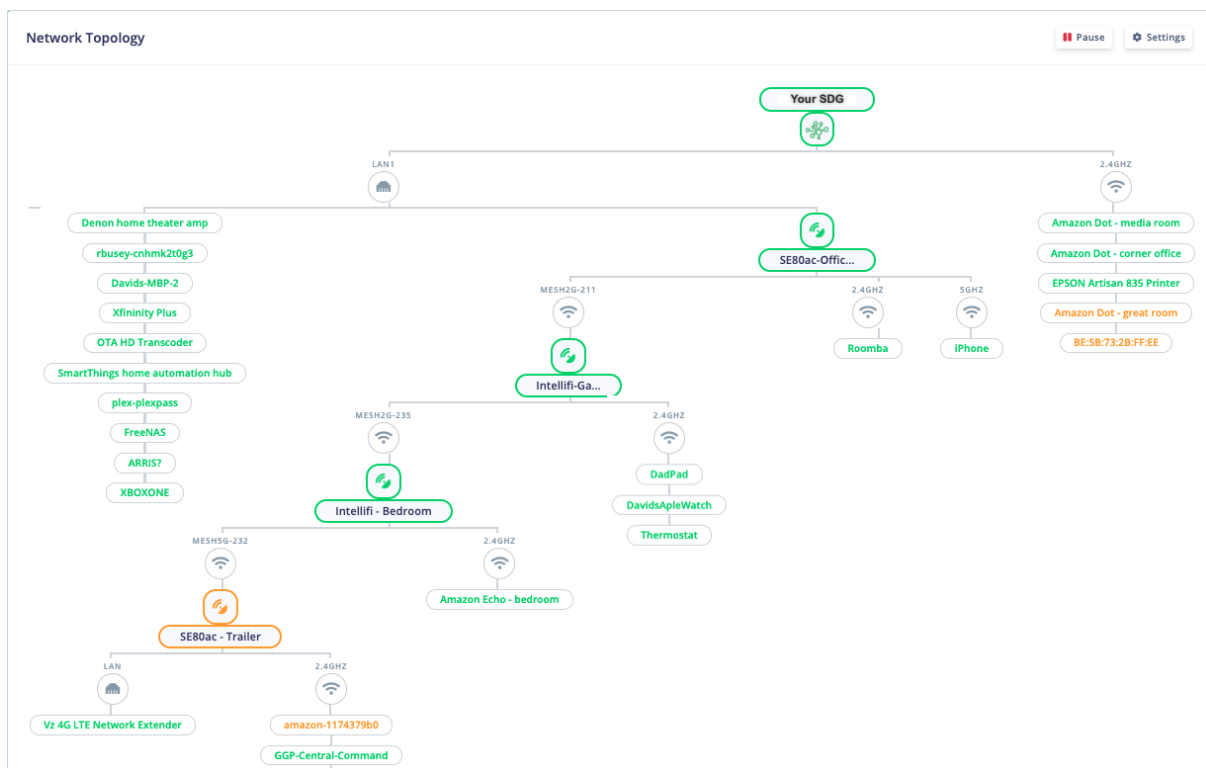 Network Topology
Pause
Settings
Your SDG
LAN1
2.4GHZ
Denon home theater amp
rbusey-cnhmk2t0g3
Davids-MBP-2
Xfininity Plus
OTA HD Transcoder
SmartThings home automation hub
plex-plexpass
FreeNAS
ARRIS?
XBOXONE
SE80ac-Offic...
Amazon Dot - media room
Amazon Dot - corner office
EPSON Artisan 835 Printer
Amazon Dot - great room
BE:5B:73:2B:FF:EE
MESH2G-211
2.4GHZ
5GHZ
Roomba
iPhone
Intellifi-Ga...
MESH2G-235
2.4GHZ
DadPad
DavidsApleWatch
Thermostat
Intellifi - Bedroom
MESH5G-232
2.4GHZ
Amazon Echo - bedroom
SE80ac - Trailer
LAN
2.4GHZ
Vz 4G LTE Network Extender
amazon-1174379b0
GGP-Central-Command